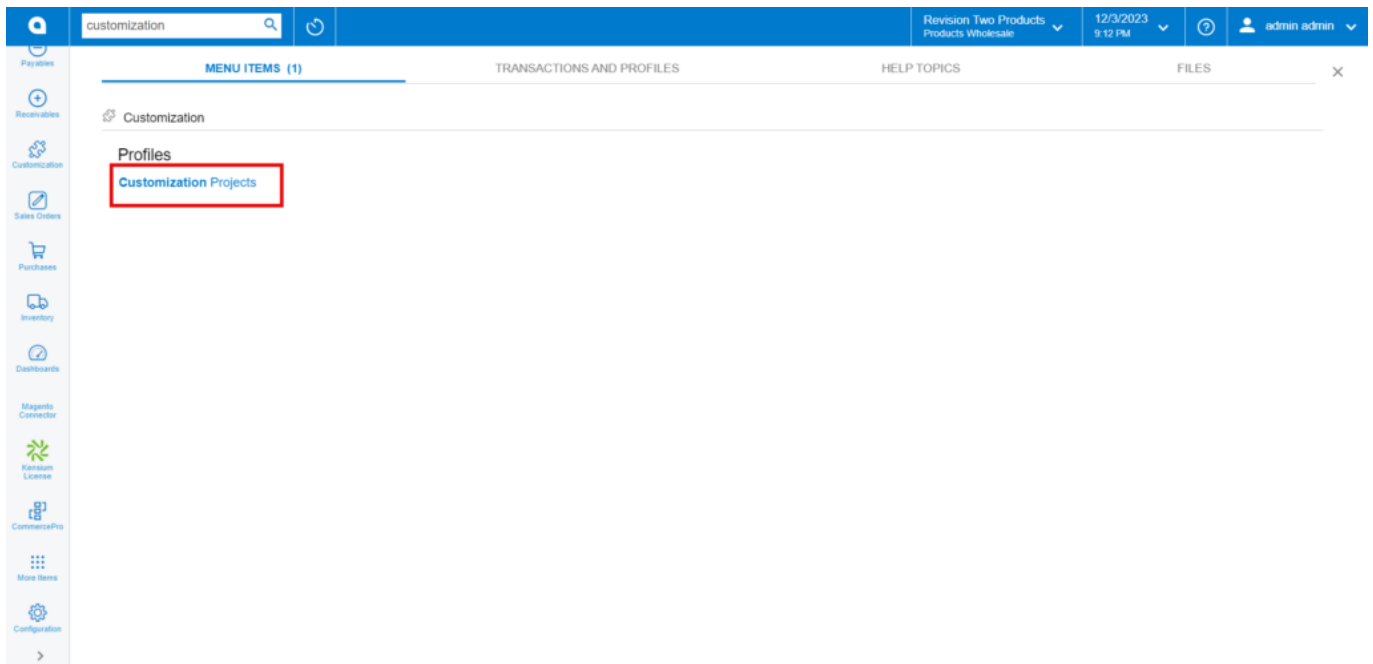 customization
Revision Two Products
Products Wholesale
12/3/2023
9:12 PM
admin admin
Payables
MENU ITEMS (1)
TRANSACTIONS AND PROFILES
HELP TOPICS
FILES
Receivables
Customization
Customization
Profiles
Customization Projects
Sales Orders
Purchases
Inventory
Dashboards
Magento
Connector
Kensium
License
CommercePro
More Items
Configuration